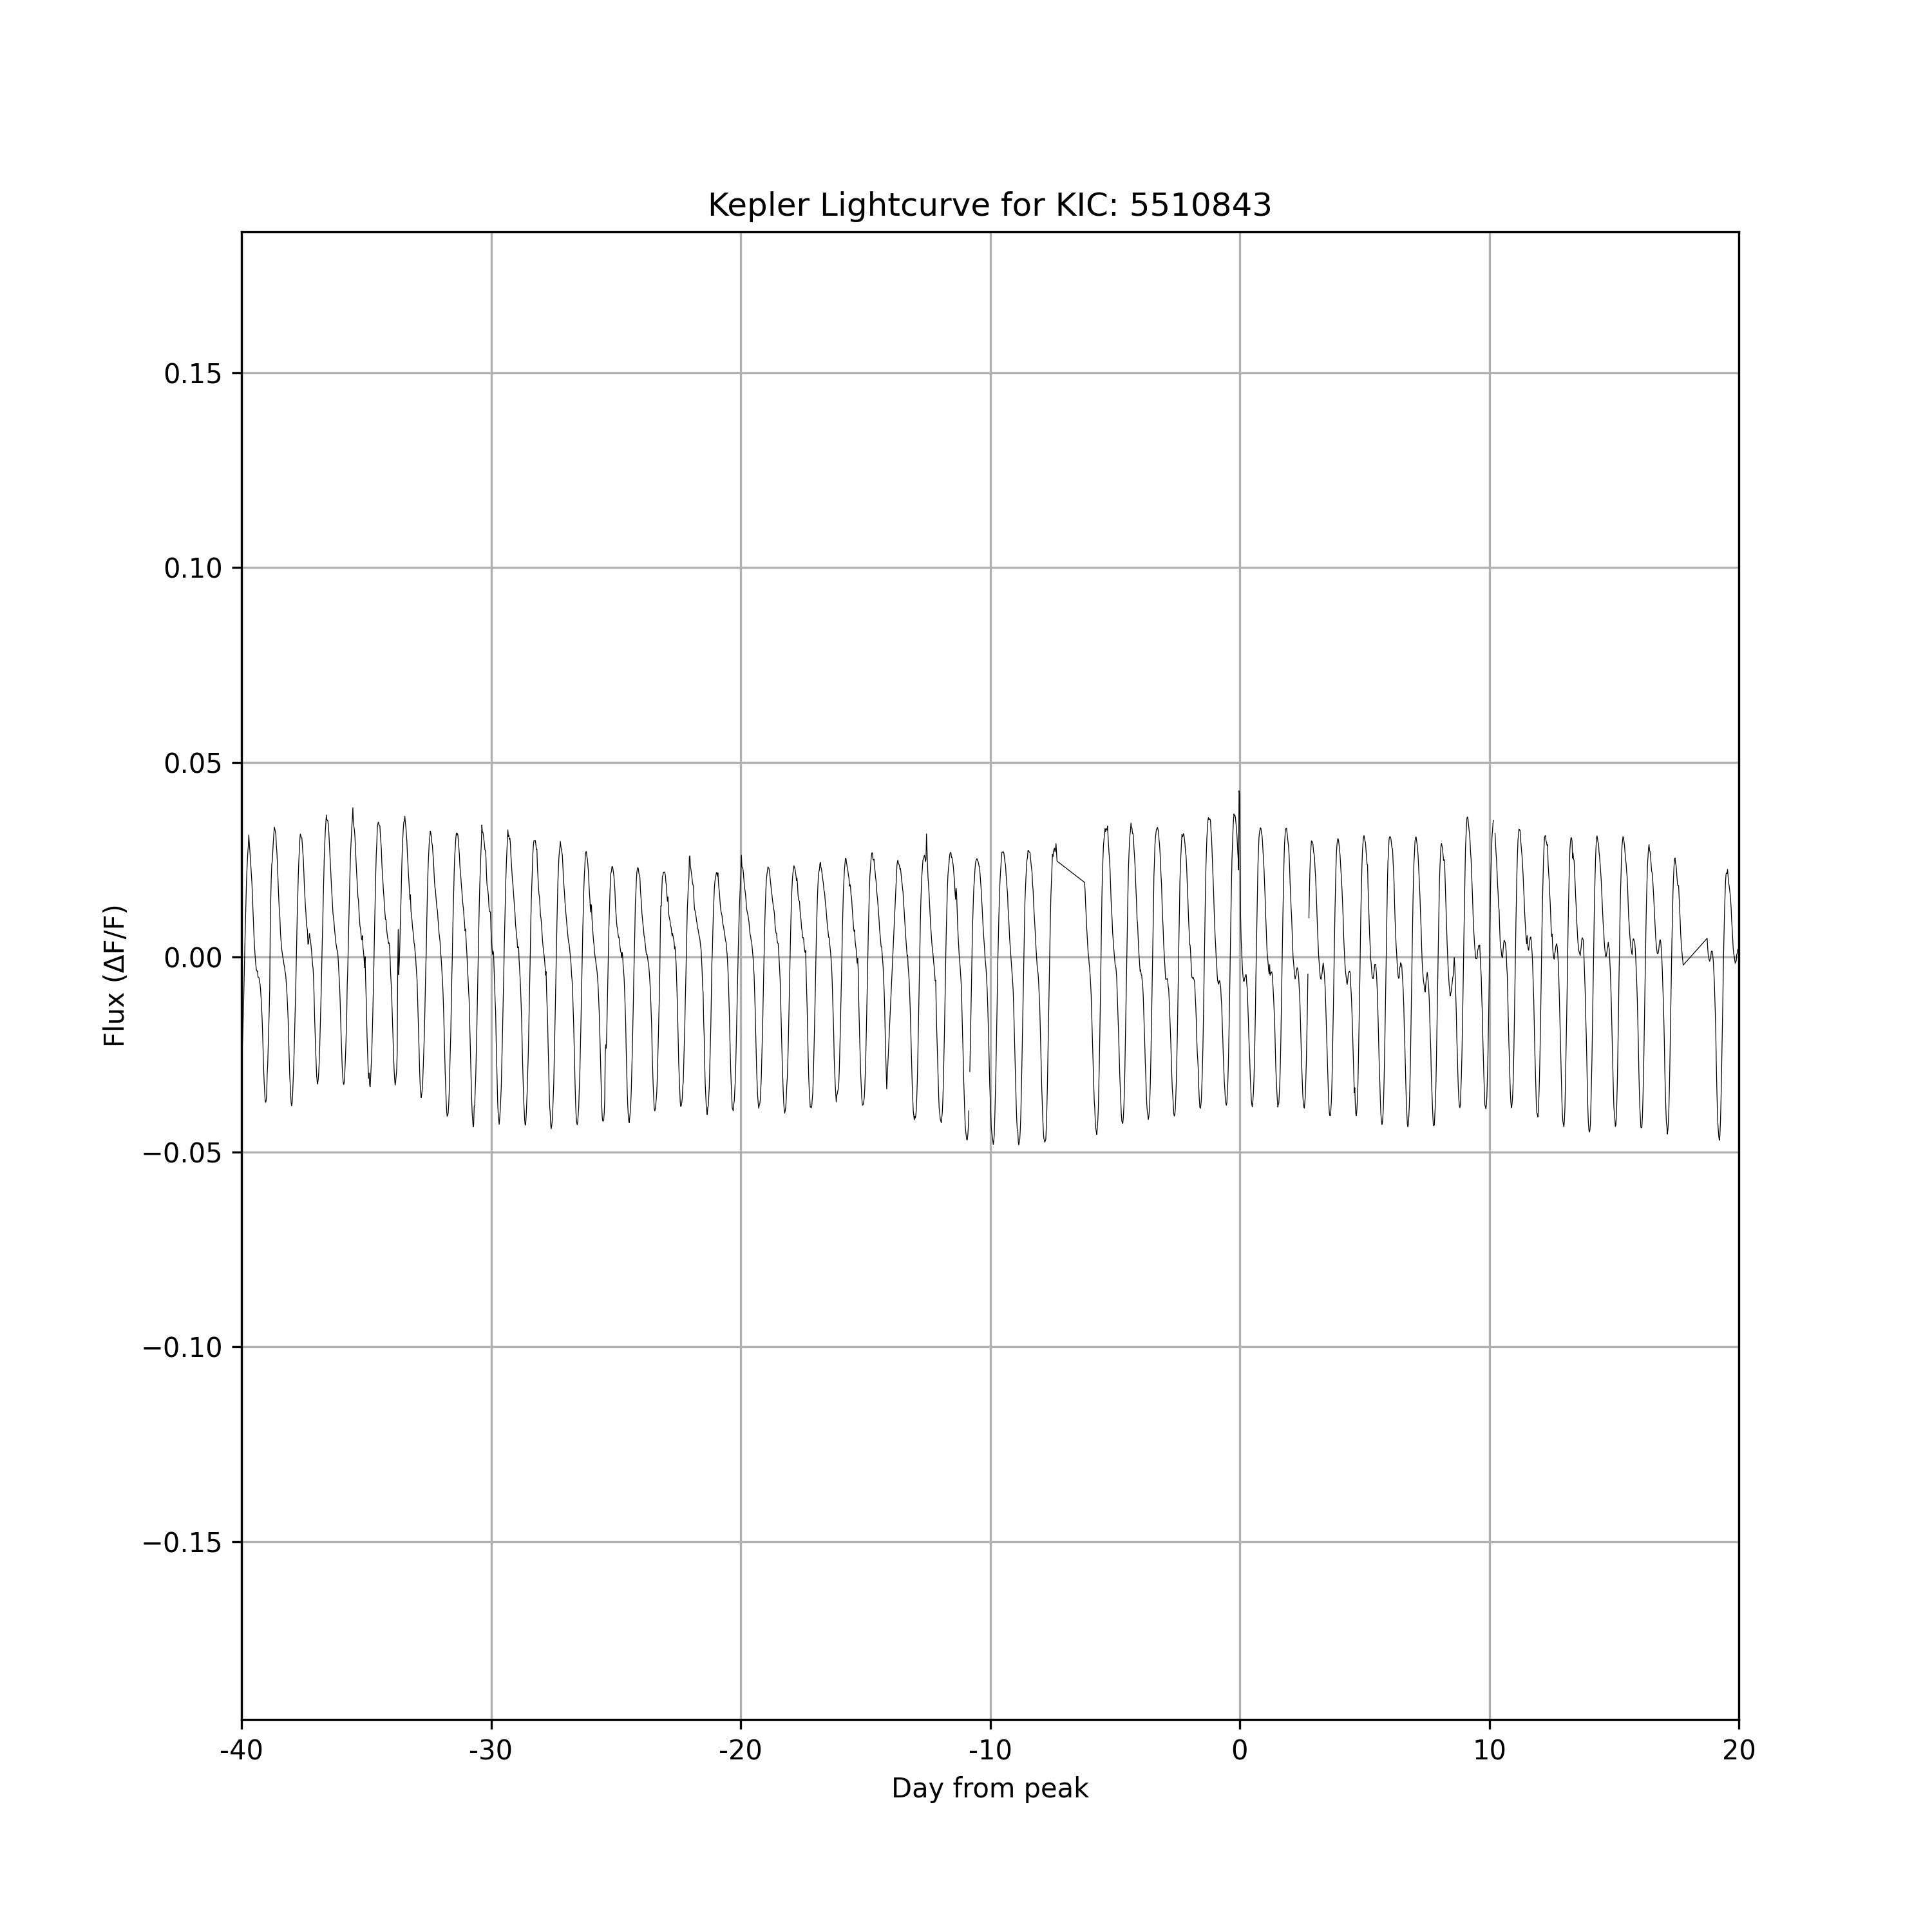 Kepler Lightcurve for KIC: 5510843
Flux (ΔF/F)
0.15
0.10
0.05
0.00
−0.05
−0.10
−0.15
-40 -30 -20 -10 0 10 20
Day from peak